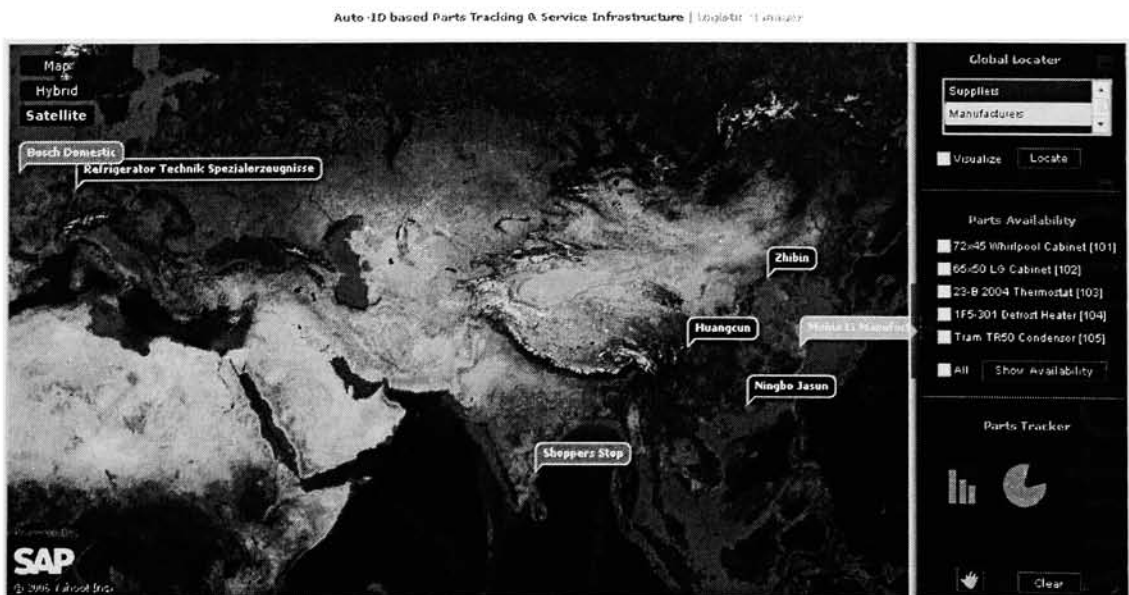 Auto-ID based Parts Tracking & Service Infrastructure |
Map
Hybrid
Satellite
Bosch Domestic
Refrigerator Technik Spezialerzeugnisse
Zhibin
Huangcun
Ningbo Jasun
Shoppers Stop
SAP
Global Locater
Suppliers
Manufacturers
Visualize Locate
Parts Availability
72x45 Whirlpool Cabinet [101]
65x50 LG Cabinet [102]
23-B 2004 Thermostat [103]
1F5-301 Defrost Heater [104]
Tram TR50 Condensor [105]
All Show Availability
Parts Tracker
Clear